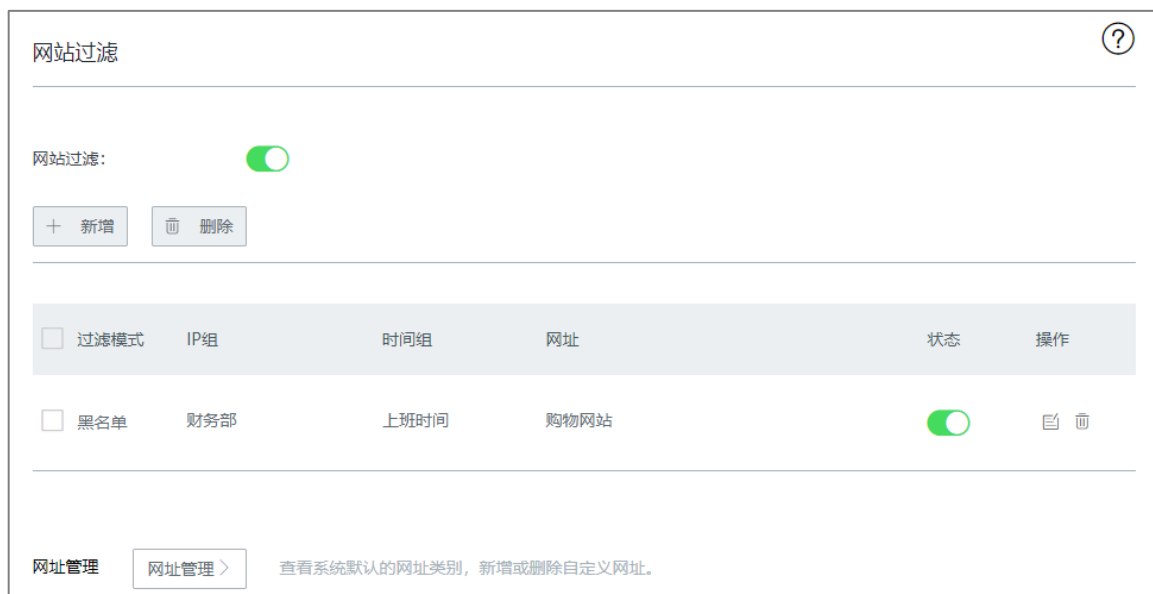 网站过滤
?
网站过滤：
+ 新增 删除
过滤模式 IP组 时间组 网址 状态 操作
黑名单 财务部 上班时间 购物网站
网址管理 网址管理 > 查看系统默认的网址类别，新增或删除自定义网址。